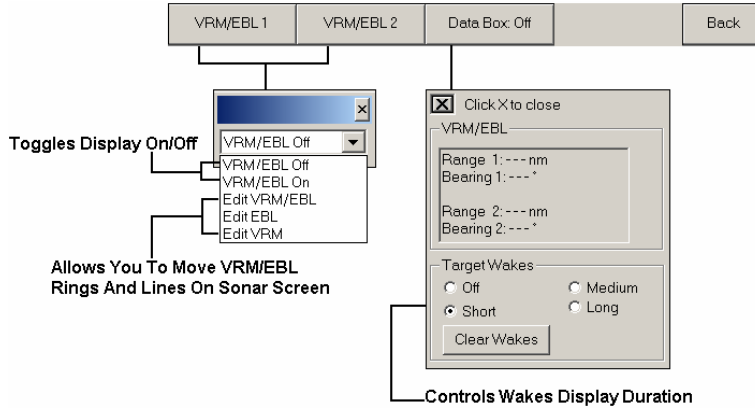 VRM/EBL 1 VRM/EBL 2 Data Box: Off Back
VRM/EBL Off
VRM/EBL Off
VRM/EBL On
Edit VRM/EBL
Edit EBL
Edit VRM
Toggles Display On/Off
Allows You To Move VRM/EBL
Rings And Lines On Sonar Screen
X Click X to close
VRM/EBL
Range 1: --- nm
Bearing 1: --- °
Range 2: --- nm
Bearing 2: --- °
Target Wakes
Off Medium
Short Long
Clear Wakes
Controls Wakes Display Duration